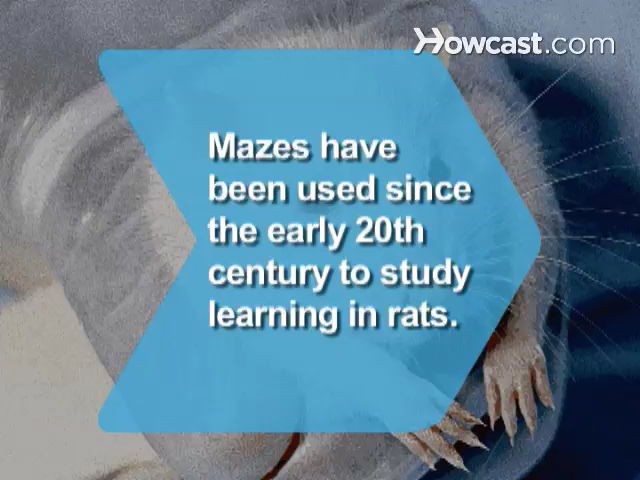 Howcast.com
Mazes have
been used since
the early 20th
century to study
learning in rats.